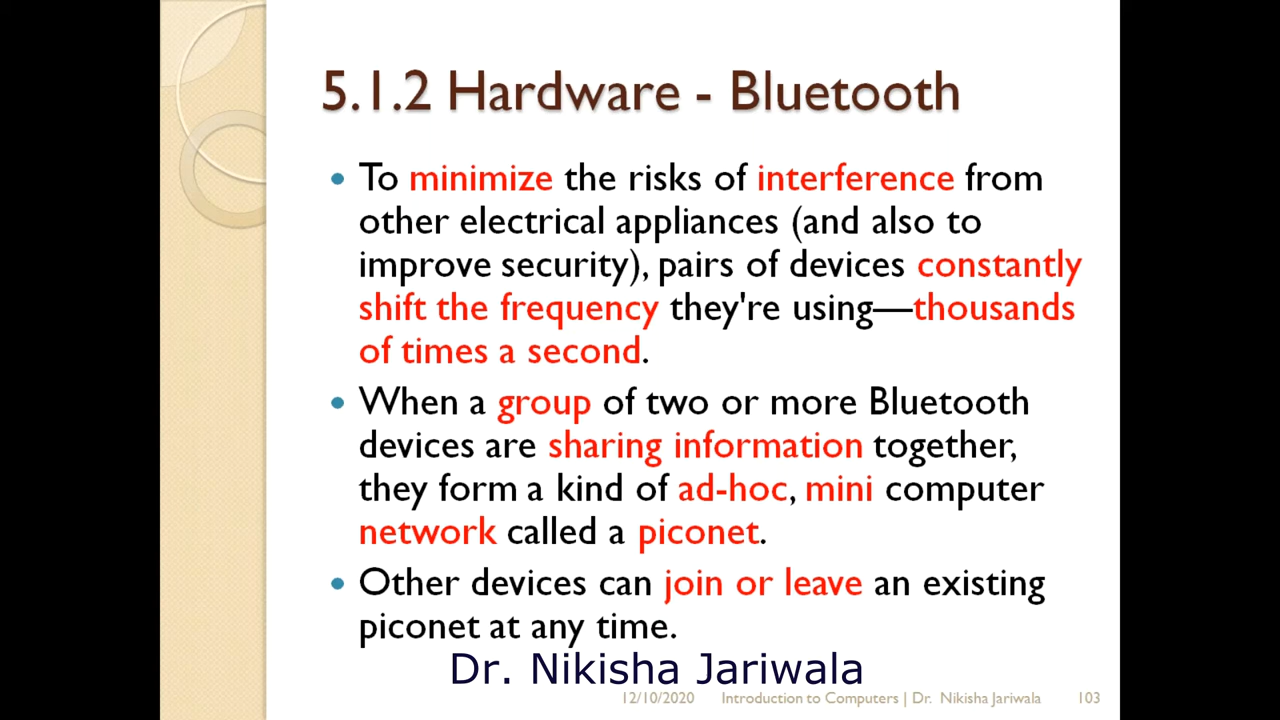 5.1.2 Hardware - Bluetooth
• To minimize the risks of interference from
other electrical appliances (and also to
improve security), pairs of devices constantly
shift the frequency they're using—thousands
of times a second.
• When a group of two or more Bluetooth
devices are sharing information together,
they form a kind of ad-hoc, mini computer
network called a piconet.
• Other devices can join or leave an existing
piconet at any time.
Dr. Nikisha Jariwala
12/10/2020 Introduction to Computers | Dr. Nikisha Jariwala 103